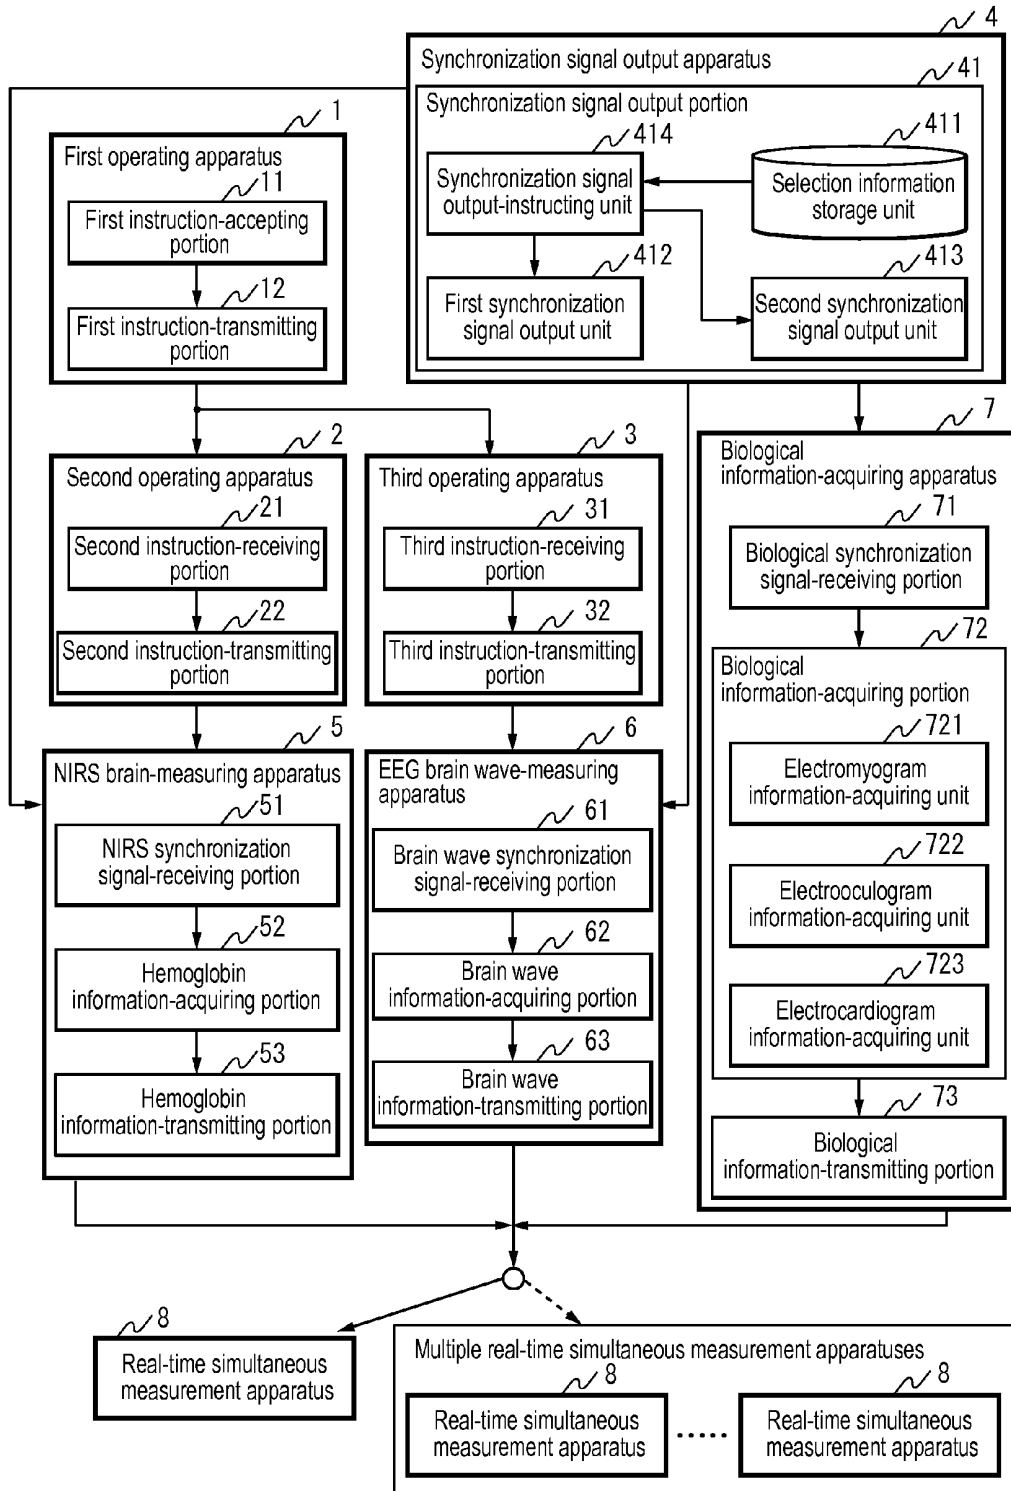 4
Synchronization signal output apparatus
41
Synchronization signal output portion
414
Synchronization signal
output-instructing unit
411
Selection information
storage unit
412
First synchronization
signal output unit
413
Second synchronization
signal output unit
1
First operating apparatus
11
First instruction-accepting
portion
12
First instruction-transmitting
portion
2
Second operating apparatus
21
Second instruction-receiving
portion
22
Second instruction-transmitting
portion
3
Third operating apparatus
31
Third instruction-receiving
portion
32
Third instruction-transmitting
portion
7
Biological
information-acquiring apparatus
71
Biological synchronization
signal-receiving portion
72
Biological
information-acquiring portion
721
Electromyogram
information-acquiring unit
722
Electrooculogram
information-acquiring unit
723
Electrocardiogram
information-acquiring unit
73
Biological
information-transmitting portion
5
NIRS brain-measuring apparatus
51
NIRS synchronization
signal-receiving portion
52
Hemoglobin
information-acquiring portion
53
Hemoglobin
information-transmitting portion
6
EEG brain wave-measuring
apparatus
61
Brain wave synchronization
signal-receiving portion
62
Brain wave
information-acquiring portion
63
Brain wave
information-transmitting portion
8
Real-time simultaneous
measurement apparatus
Multiple real-time simultaneous measurement apparatuses
8
Real-time simultaneous
measurement apparatus
8
Real-time simultaneous
measurement apparatus